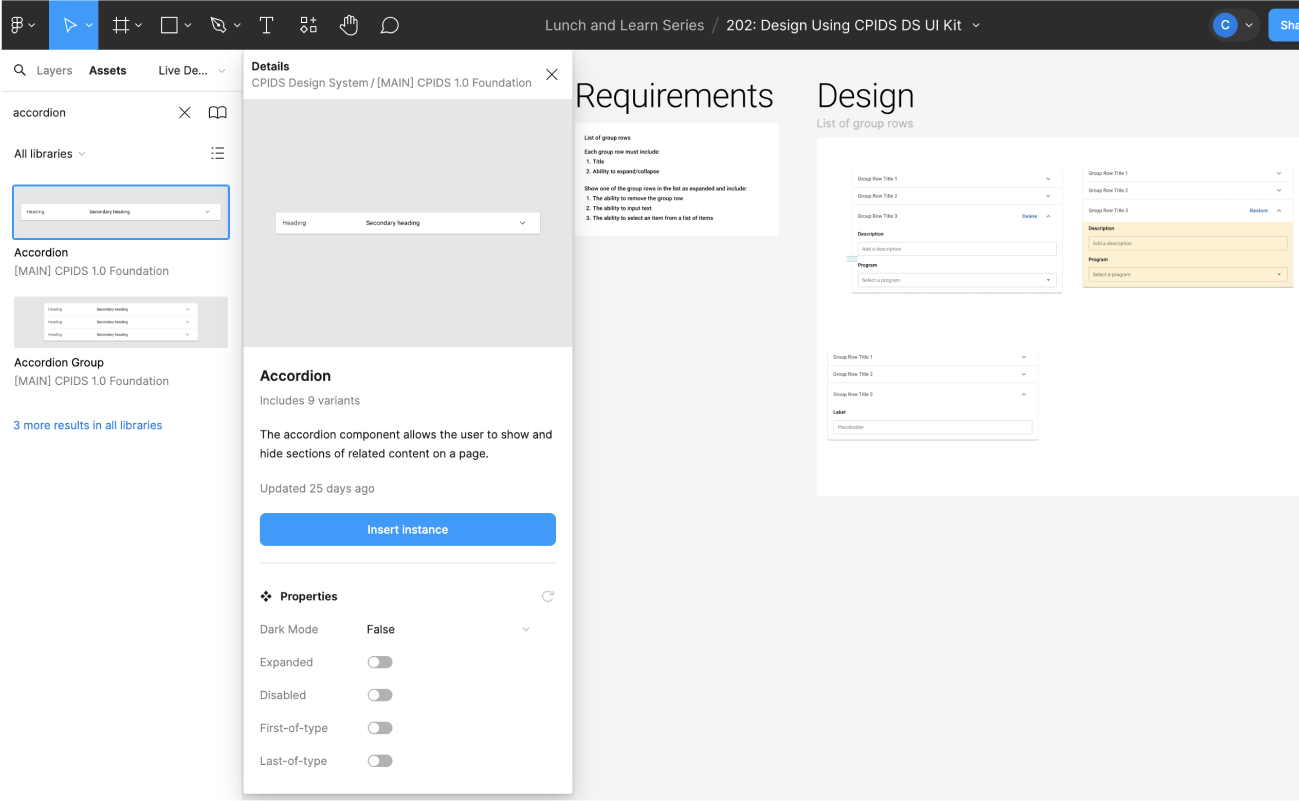 Lunch and Learn Series / 202: Design Using CPIDS DS UI Kit
C
Sha
Layers
Assets
Live De...
accordion
All libraries
Heading Secondary heading
Accordion
[MAIN] CPIDS 1.0 Foundation
Heading Secondary heading
Heading Secondary heading
Heading Secondary heading
Accordion Group
[MAIN] CPIDS 1.0 Foundation
3 more results in all libraries
Details
CPIDS Design System / [MAIN] CPIDS 1.0 Foundation
Heading Secondary heading
Accordion
Includes 9 variants
The accordion component allows the user to show and
hide sections of related content on a page.
Updated 25 days ago
Insert instance
Properties
Dark Mode False
Expanded
Disabled
First-of-type
Last-of-type
Requirements
List of group rows
Each group row must include:
1. Title
2. Ability to expand/collapse
Show one of the group rows in the list as expanded and include:
1. The ability to remove the group row
2. The ability to input text
3. The ability to select an item from a list of items
Design
List of group rows
Group Row Title 1
Group Row Title 2
Group Row Title 3 Delete
Description
Add a description
Program
Select a program
Group Row Title 1
Group Row Title 2
Group Row Title 3 Restore
Description
Add a description
Program
Select a program
Group Row Title 1
Group Row Title 2
Group Row Title 3
Label
Placeholder